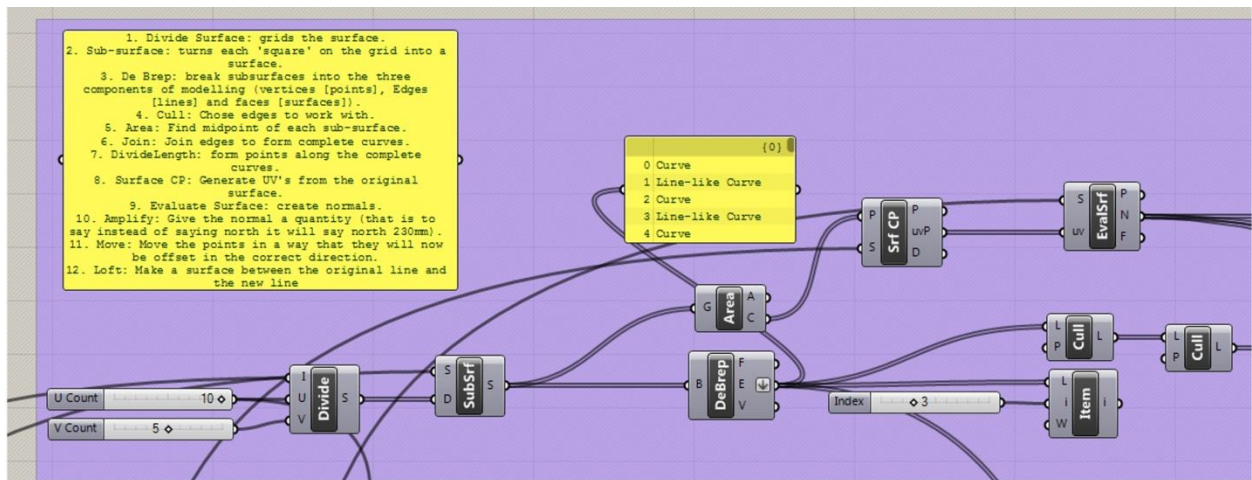 1. Divide Surface: grids the surface.
2. Sub-surface: turns each 'square' on the grid into a
surface.
3. De Brep: break subsurfaces into the three
components of modelling (vertices [points], Edges
[lines] and faces [surfaces]).
4. Cull: Chose edges to work with.
5. Area: Find midpoint of each sub-surface.
6. Join: Join edges to form complete curves.
7. DivideLength: form points along the complete
curves.
8. Surface CP: Generate UV's from the original
surface.
9. Evaluate Surface: create normals.
10. Amplify: Give the normal a quantity (that is to
say instead of saying north it will say north 230mm).
11. Move: Move the points in a way that they will now
be offset in the correct direction.
12. Loft: Make a surface between the original line and
the new line
{0}
0 Curve
1 Line-like Curve
2 Curve
3 Line-like Curve
4 Curve
P
S
Srf CP
P
uvP
D
S
uv
EvalSrf
P
N
F
G
Area
A
C
L
P
Cull
L
L
P
Cull
L
U Count 10
V Count 5
I
U
V
Divide
S
S
D
SubSrf
S
B
DeBrep
F
E
V
Index 3
L
i
W
Item
i